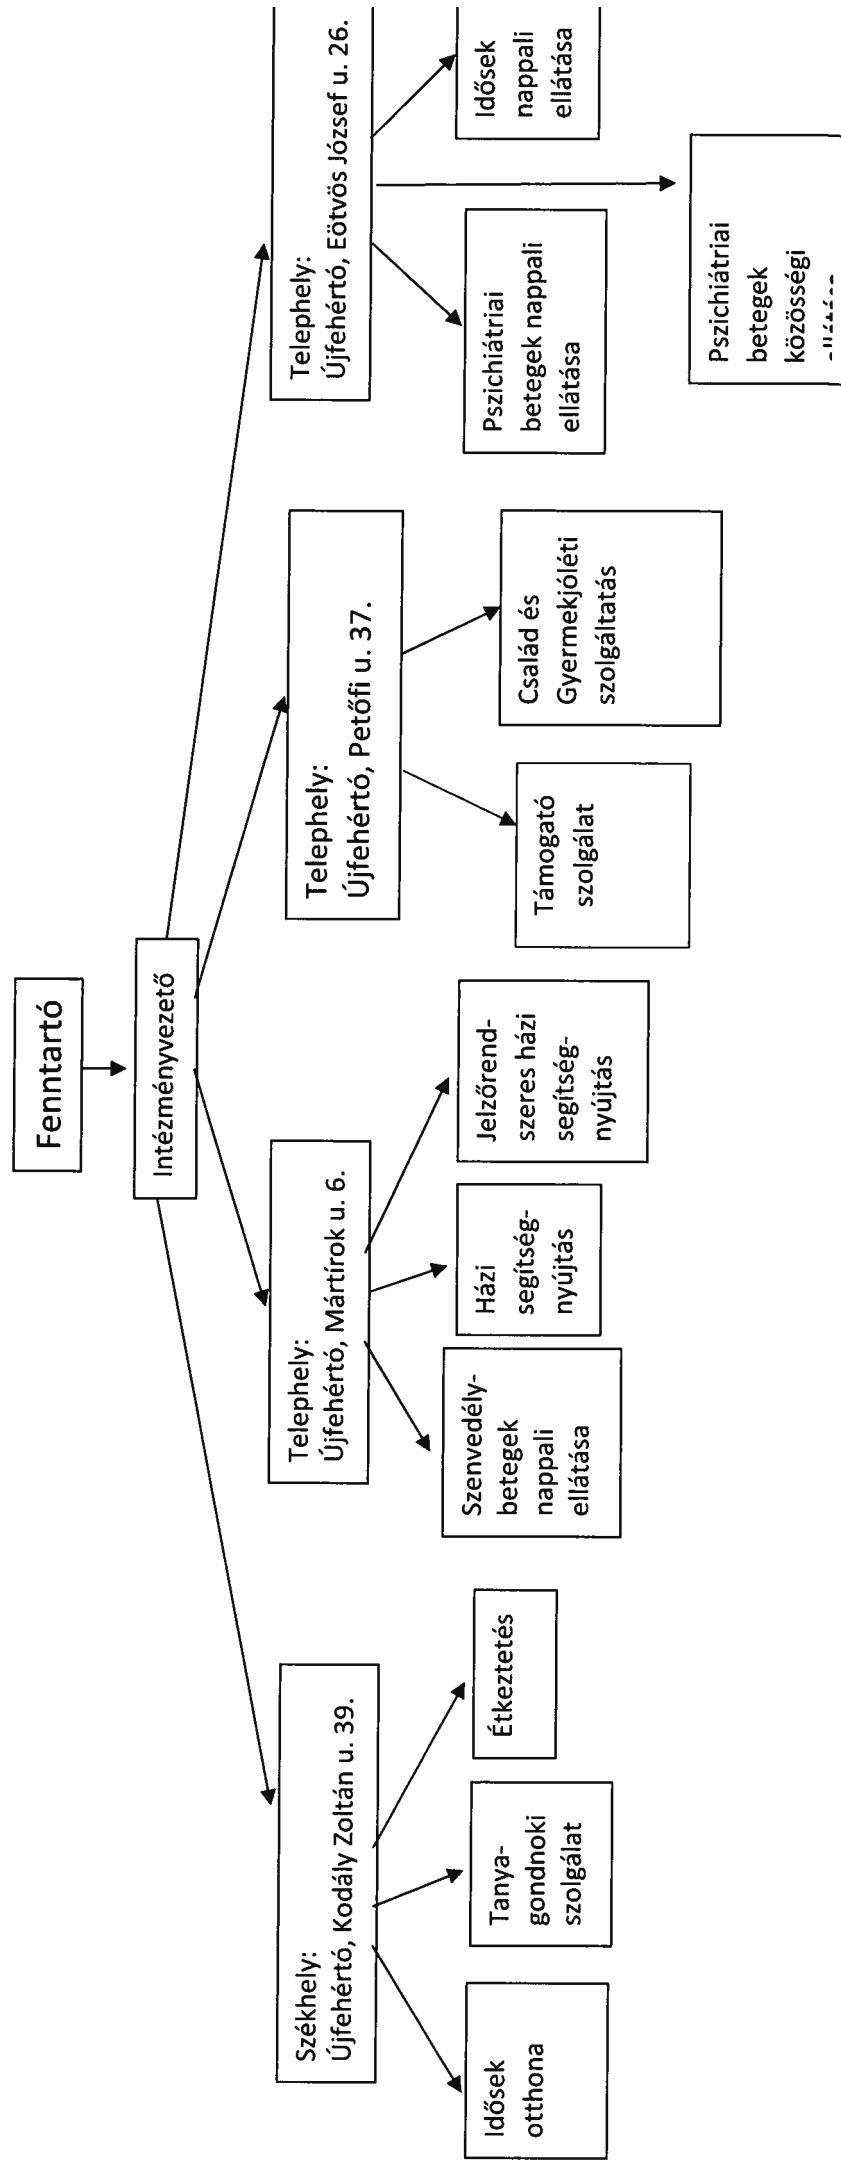 Fenntartó
Intézményvezető
Székhely:
Újfehértó, Kodály Zoltán u. 39.
Telephely:
Újfehértó, Mártírok u. 6.
Telephely:
Újfehértó, Petőfi u. 37.
Telephely:
Újfehértó, Eötvös József u. 26.
Idősek
otthona
Tanya-
gondnoki
szolgálat
Étkeztetés
Szenvedély-
betegek
nappali
ellátása
Házi
segítség-
nyújtás
Jelzőrend-
szeres házi
segítség-
nyújtás
Támogató
szolgálat
Család és
Gyermekjóléti
szolgáltatás
Pszichiátriai
betegek nappali
ellátása
Idősek
nappali
ellátása
Pszichiátriai
betegek
közösségi